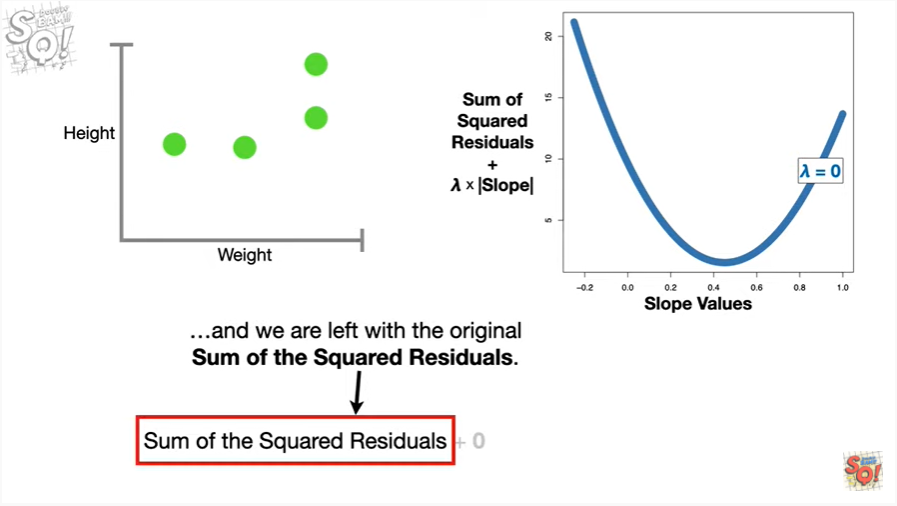 SQ!
Height
Weight
Sum of
Squared
Residuals
+
λ × |Slope|
20
15
10
5
λ = 0
−0.2 0.0 0.2 0.4 0.6 0.8 1.0
Slope Values
…and we are left with the original
Sum of the Squared Residuals.
Sum of the Squared Residuals + 0
SQ!